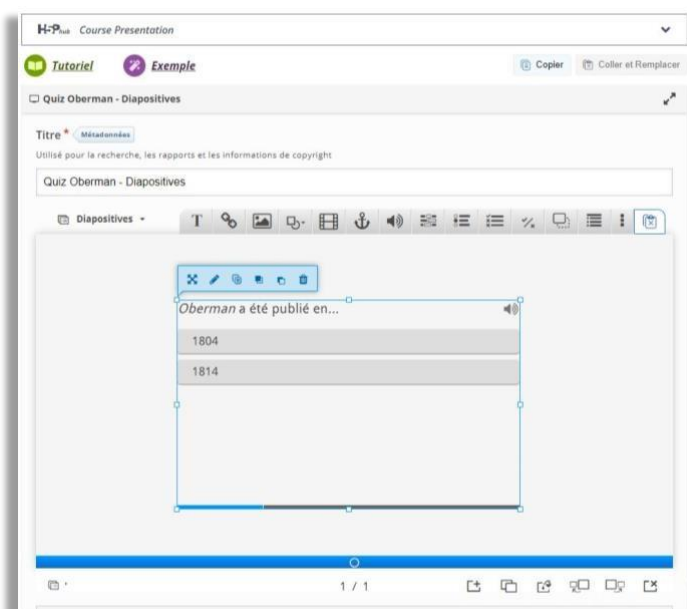 H5P hub Course Presentation
Tutoriel Exemple Copier Coller et Remplacer
Quiz Oberman - Diapositives
Titre * Métadonnées
Utilisé pour la recherche, les rapports et les informations de copyright
Quiz Oberman - Diapositives
Diapositives T
Oberman a été publié en...
1804
1814
1 / 1